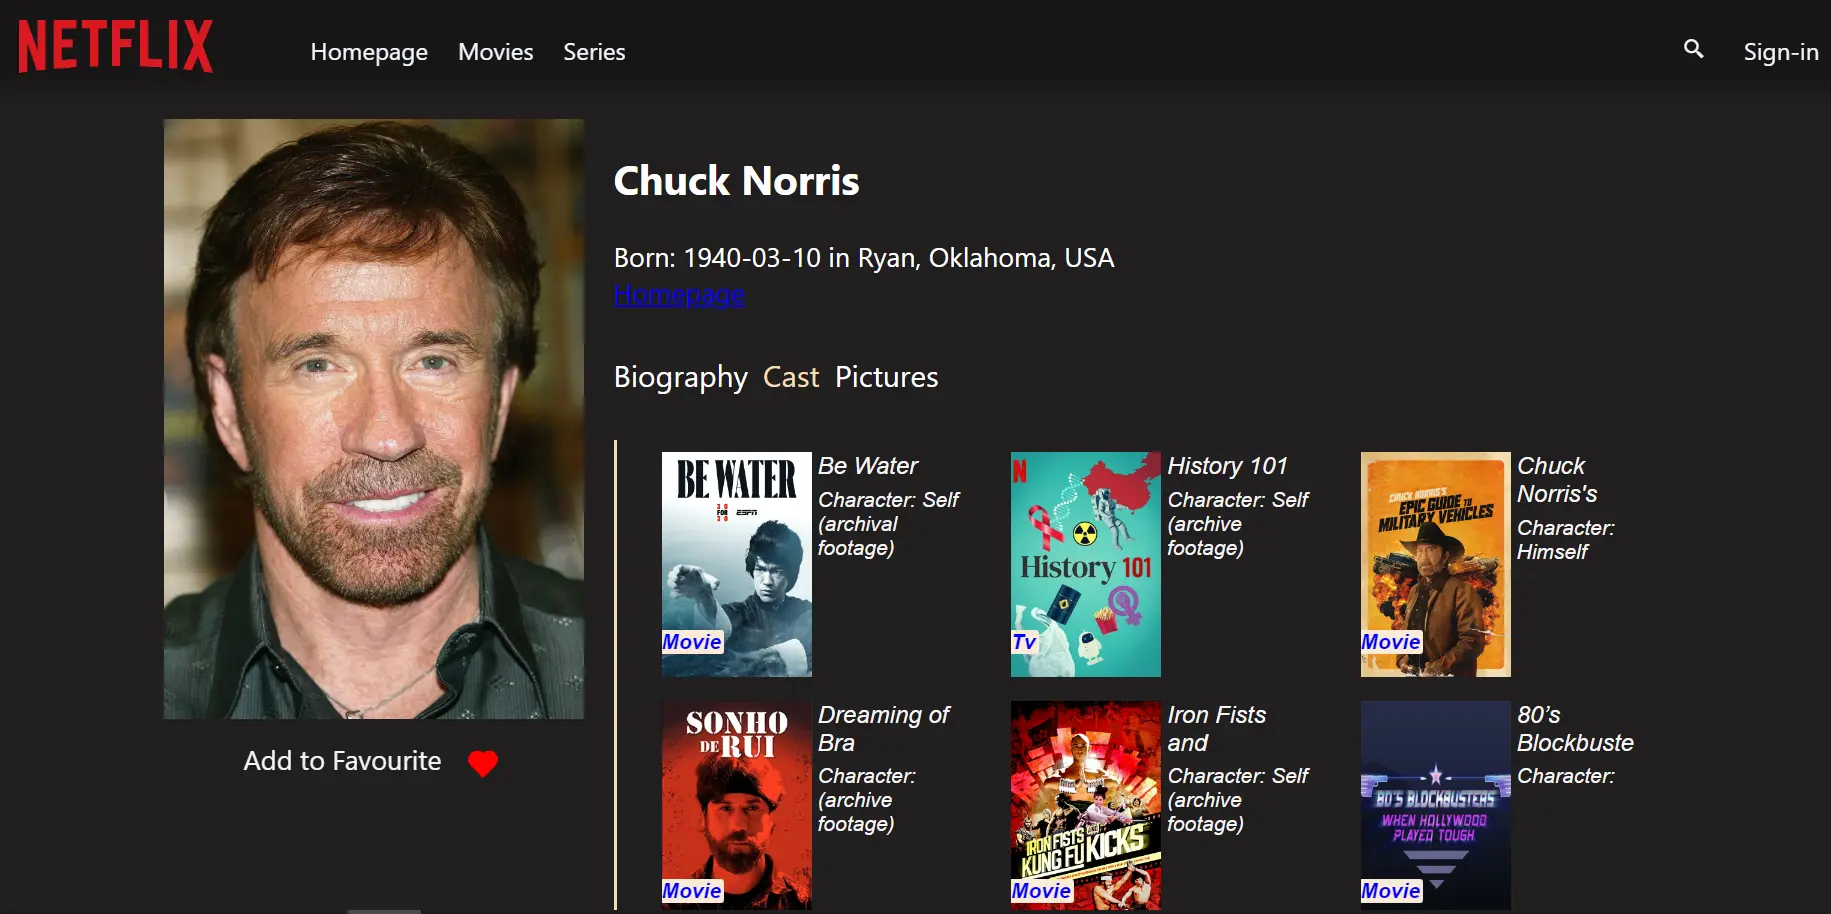 NETFLIX
Homepage Movies Series
Sign-in
Chuck Norris
Born: 1940-03-10 in Ryan, Oklahoma, USA
Homepage
Biography Cast Pictures
BE WATER
30
FOR
30
ESPN
Movie
Be Water
Character: Self
(archival
footage)
N
History 101
Tv
History 101
Character: Self
(archive
footage)
CHUCK NORRIS'S
EPIC GUIDE TO
MILITARY VEHICLES
Movie
Chuck
Norris's
Character:
Himself
SONHO
DE RUI
Movie
Dreaming of
Bra
Character:
(archive
footage)
IRON FISTS AND
KUNG FU KICKS
Movie
Iron Fists
and
Character: Self
(archive
footage)
80'S BLOCKBUSTERS
WHEN HOLLYWOOD
PLAYED TOUGH
Movie
80’s
Blockbuste
Character:
Add to Favourite